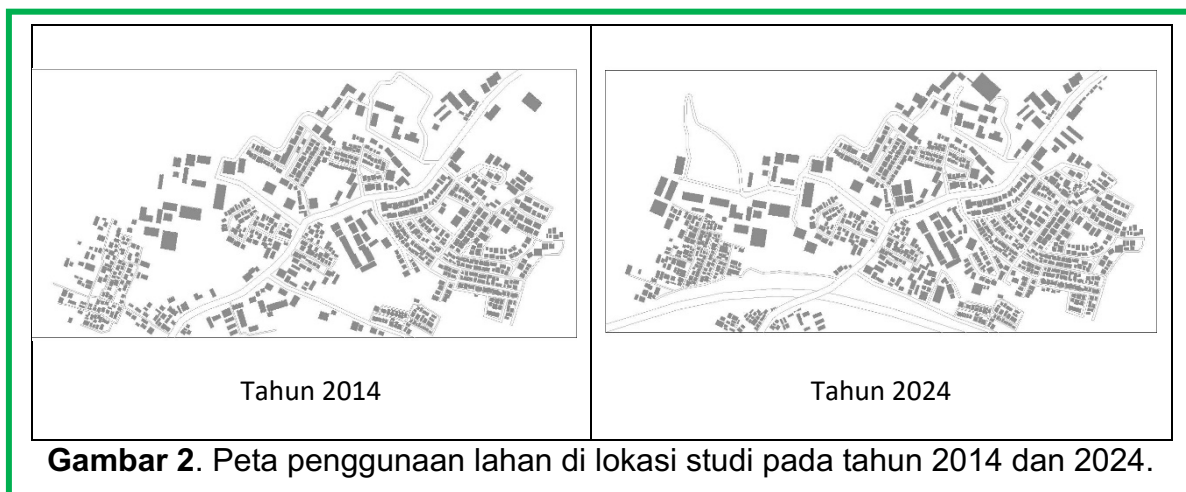 Tahun 2014
Tahun 2024
Gambar 2. Peta penggunaan lahan di lokasi studi pada tahun 2014 dan 2024.